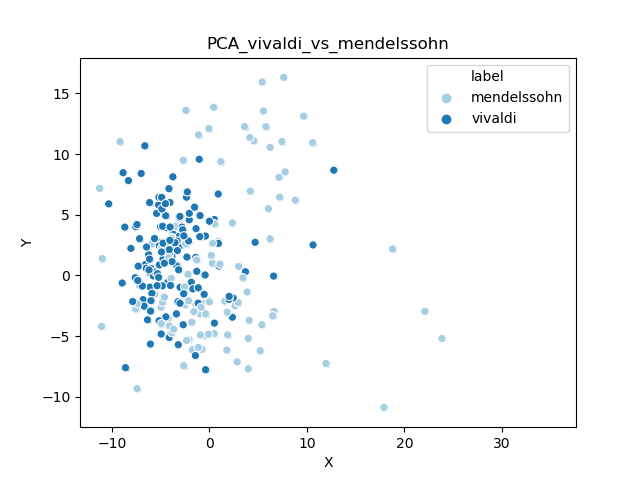 PCA_vivaldi_vs_mendelssohn
label
mendelssohn
vivaldi
15
10
5
0
−5
−10
Y
−10
0
10
20
30
X